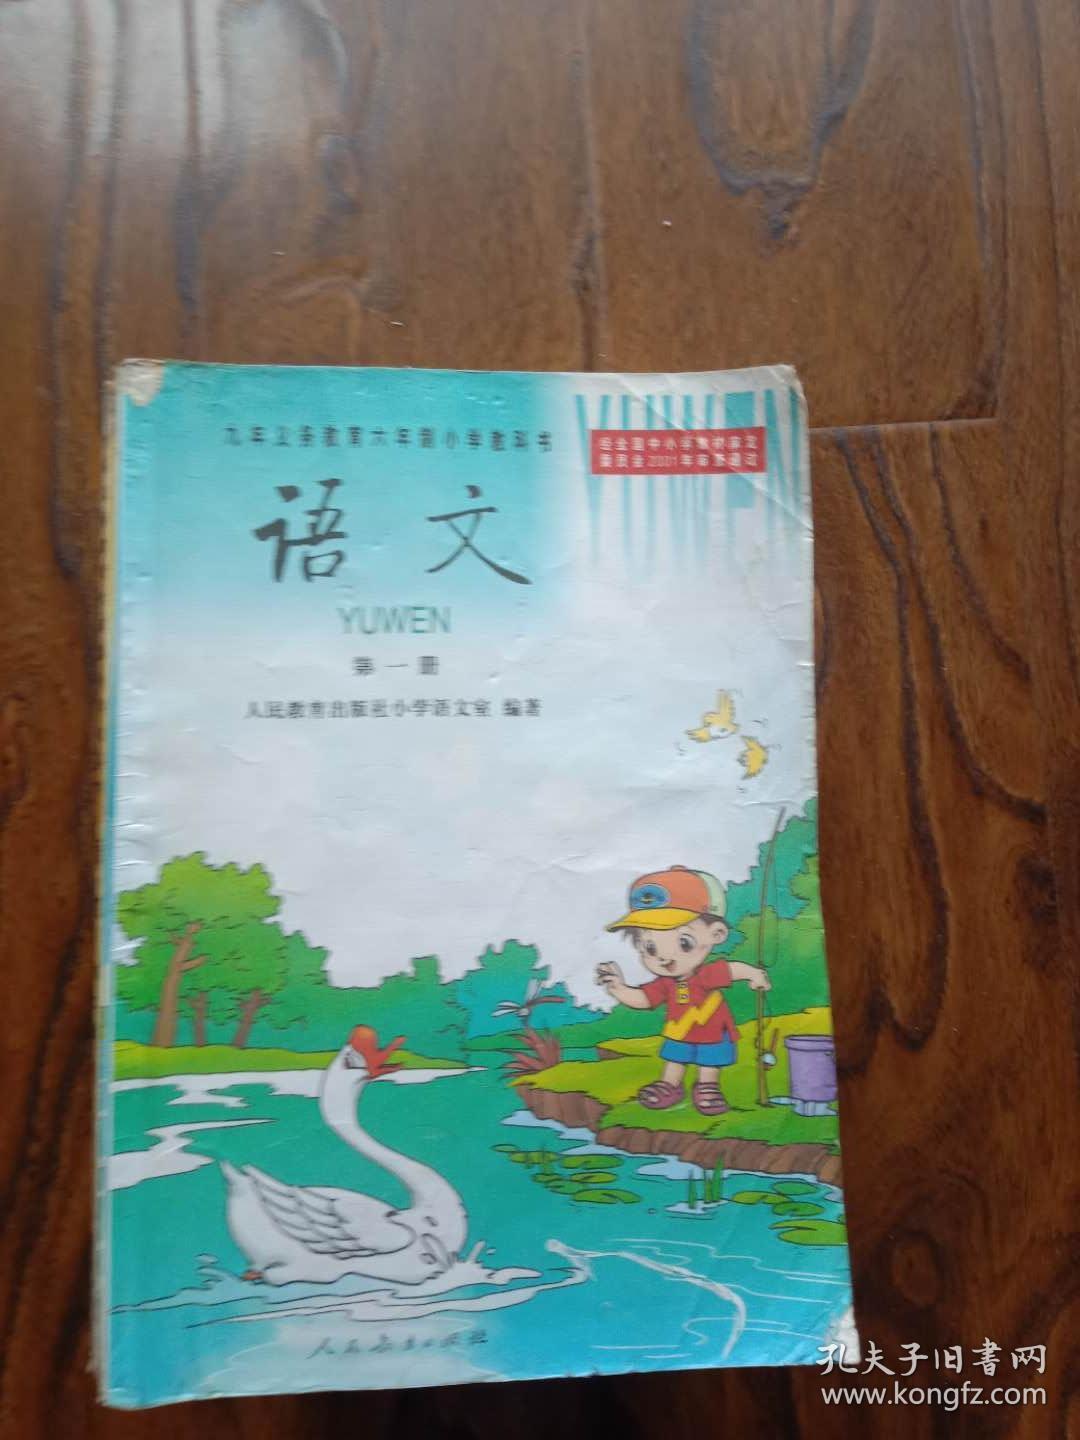 九年义务教育六年制小学教科书
YUWEN
经全国中小学教材审定
委员会2001年审查通过
语文
YUWEN
第一册
人民教育出版社小学语文室 编著
人民教育出版社
孔夫子旧書网
www.kongfz.com